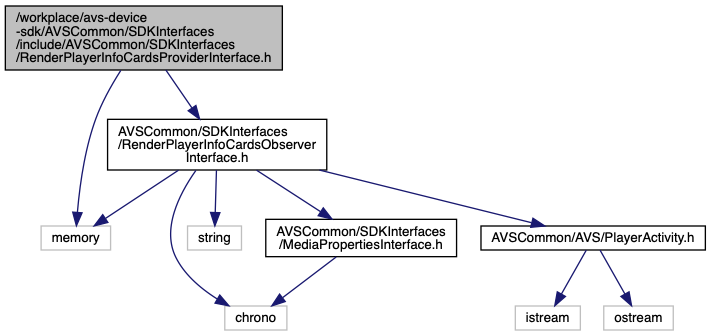 /workplace/avs-device
-sdk/AVSCommon/SDKInterfaces
/include/AVSCommon/SDKInterfaces
/RenderPlayerInfoCardsProviderInterface.h
AVSCommon/SDKInterfaces
/RenderPlayerInfoCardsObserver
Interface.h
memory
string
AVSCommon/SDKInterfaces
/MediaPropertiesInterface.h
AVSCommon/AVS/PlayerActivity.h
chrono
istream
ostream